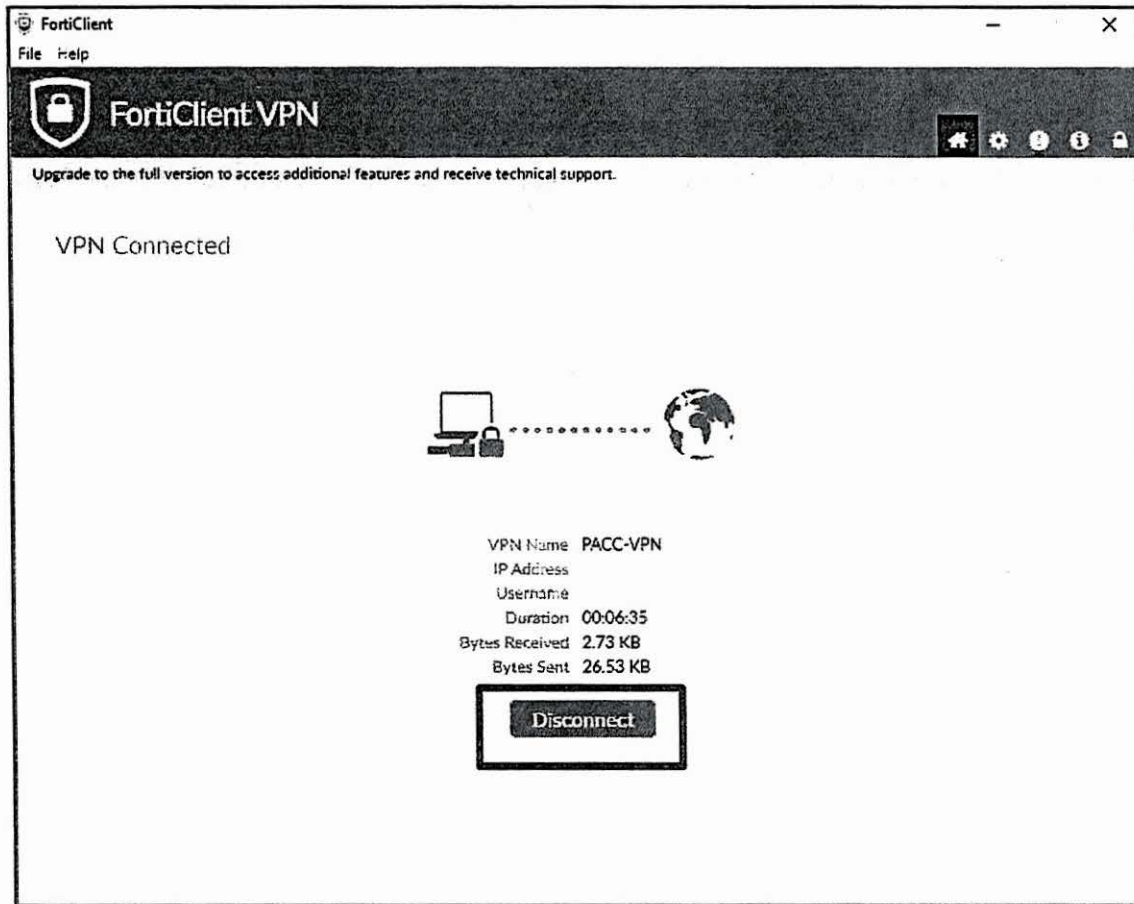 FortiClient
File Help
FortiClient VPN
Upgrade to the full version to access additional features and receive technical support.
VPN Connected
VPN Name PACC-VPN
IP Address
Username
Duration 00:06:35
Bytes Received 2.73 KB
Bytes Sent 26.53 KB
Disconnect